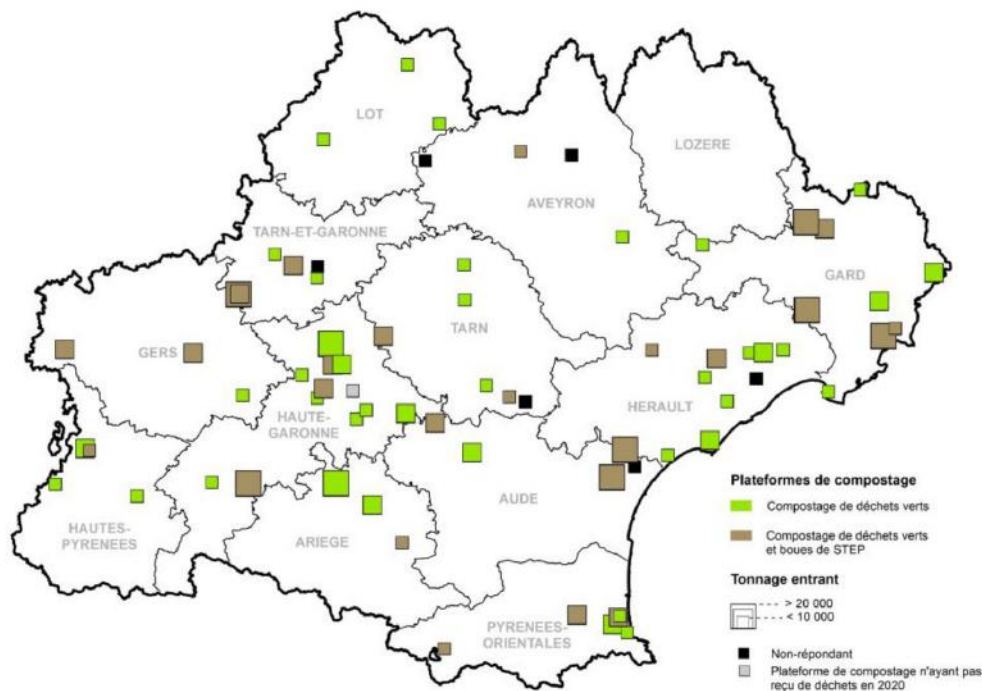 LOT
LOZERE
AVEYRON
TARN-ET-GARONNE
GARD
TARN
GERS
HERAULT
HAUTE-
GARONNE
AUDE
HAUTES-
PYRENEES
ARIEGE
PYRENEES-
ORIENTALES
Plateformes de compostage
Compostage de déchets verts
Compostage de déchets verts
et boues de STEP
Tonnage entrant
> 20 000
< 10 000
Non-répondant
Plateforme de compostage n'ayant pas
reçu de déchets en 2020